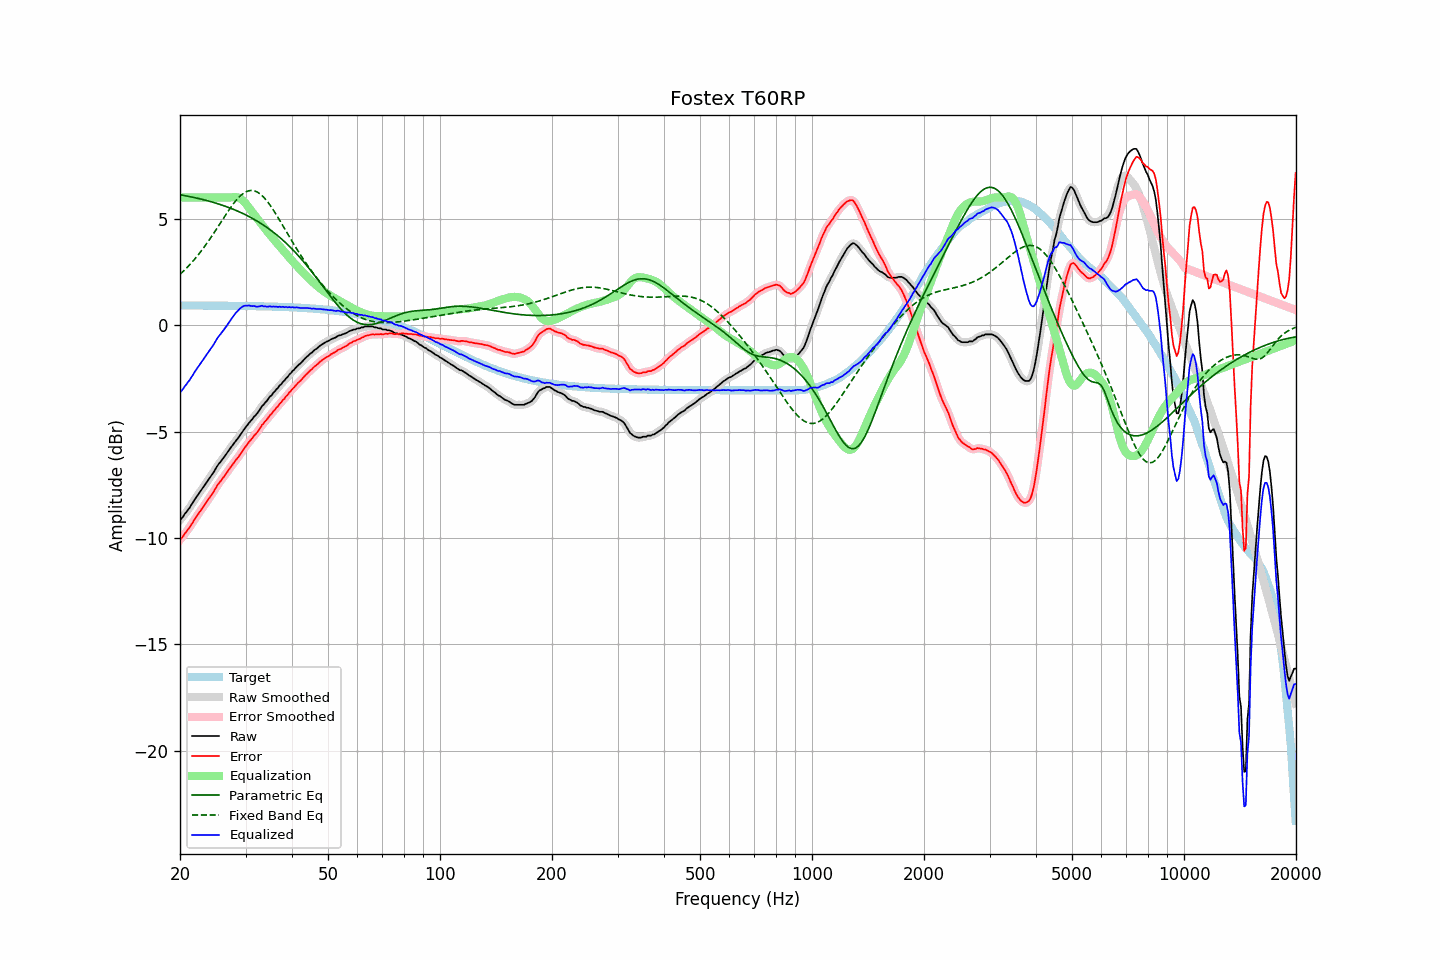 Fostex T60RP
Amplitude (dBr)
5
0
−5
−10
−15
−20
Target
Raw Smoothed
Error Smoothed
Raw
Error
Equalization
Parametric Eq
Fixed Band Eq
Equalized
20 50 100 200 500 1000 2000 5000 10000 20000
Frequency (Hz)